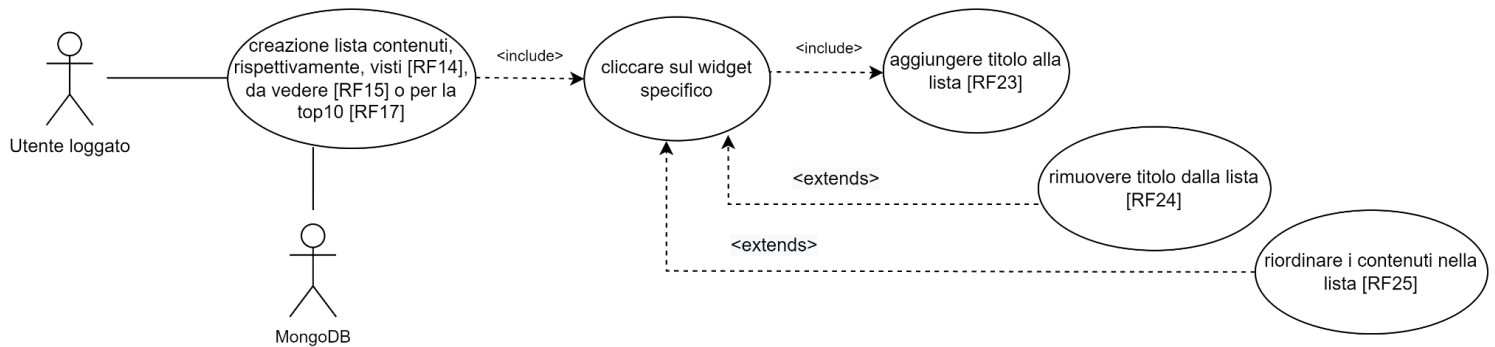 creazione lista contenuti,
rispettivamente, visti [RF14],
da vedere [RF15] o per la
top10 [RF17]
Utente loggato
MongoDB
<include>
cliccare sul widget
specifico
<include>
aggiungere titolo alla
lista [RF23]
<extends>
rimuovere titolo dalla lista
[RF24]
<extends>
riordinare i contenuti nella
lista [RF25]